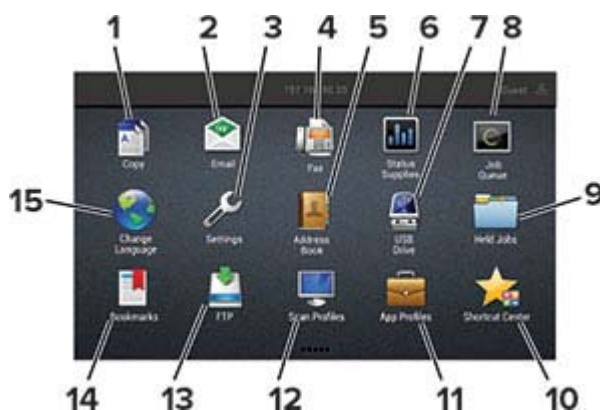 1 2 3 4 5 6 7 8
Guest
Copy Email Fax Status Job
Supplies Queue
15 9
Change Settings Address USB Held Jobs
Language Book Drive
Bookmarks FTP Scan Profiles App Profiles Shortcut Center
14 13 12 11 10